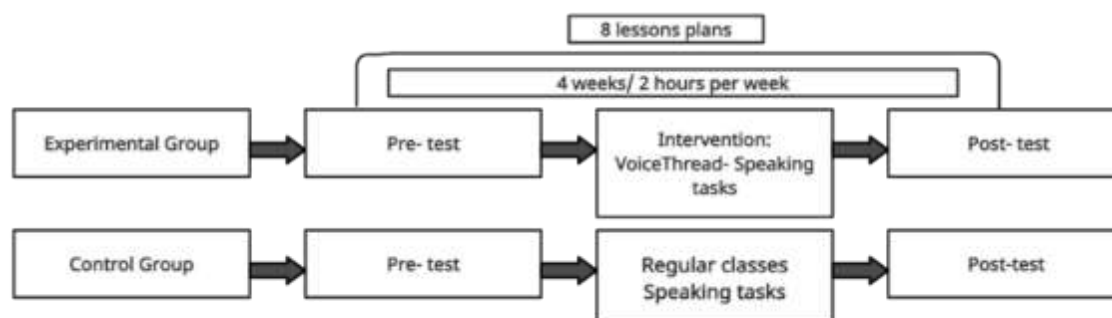 8 lessons plans
4 weeks/ 2 hours per week
Experimental Group
Pre- test
Intervention:
VoiceThread- Speaking
tasks
Post- test
Control Group
Pre- test
Regular classes
Speaking tasks
Post-test